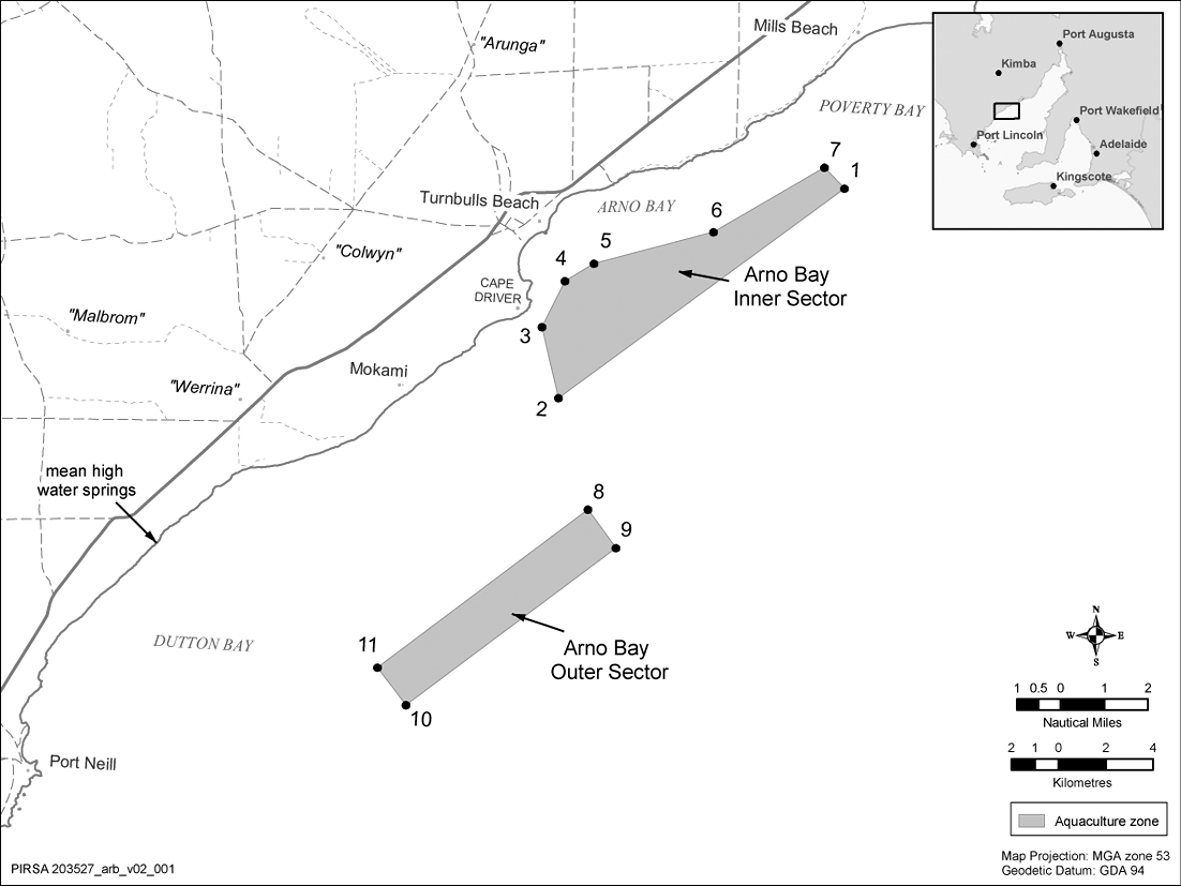 Mills Beach
"Arunga"
POVERTY BAY
Port Augusta
Kimba
Port Wakefield
Port Lincoln
Adelaide
Kingscote
7
1
Turnbulls Beach
ARNO BAY
6
5
4
"Colwyn"
CAPE
DRIVER
Arno Bay
Inner Sector
"Malbrom"
3
Mokami
"Werrina"
2
mean high
water springs
8
9
DUTTON BAY
11
Arno Bay
Outer Sector
10
N
W E
S
1 0.5 0 1 2
Nautical Miles
2 1 0 2 4
Kilometres
Port Neill
Aquaculture zone
Map Projection: MGA zone 53
Geodetic Datum: GDA 94
PIRSA 203527_arb_v02_001